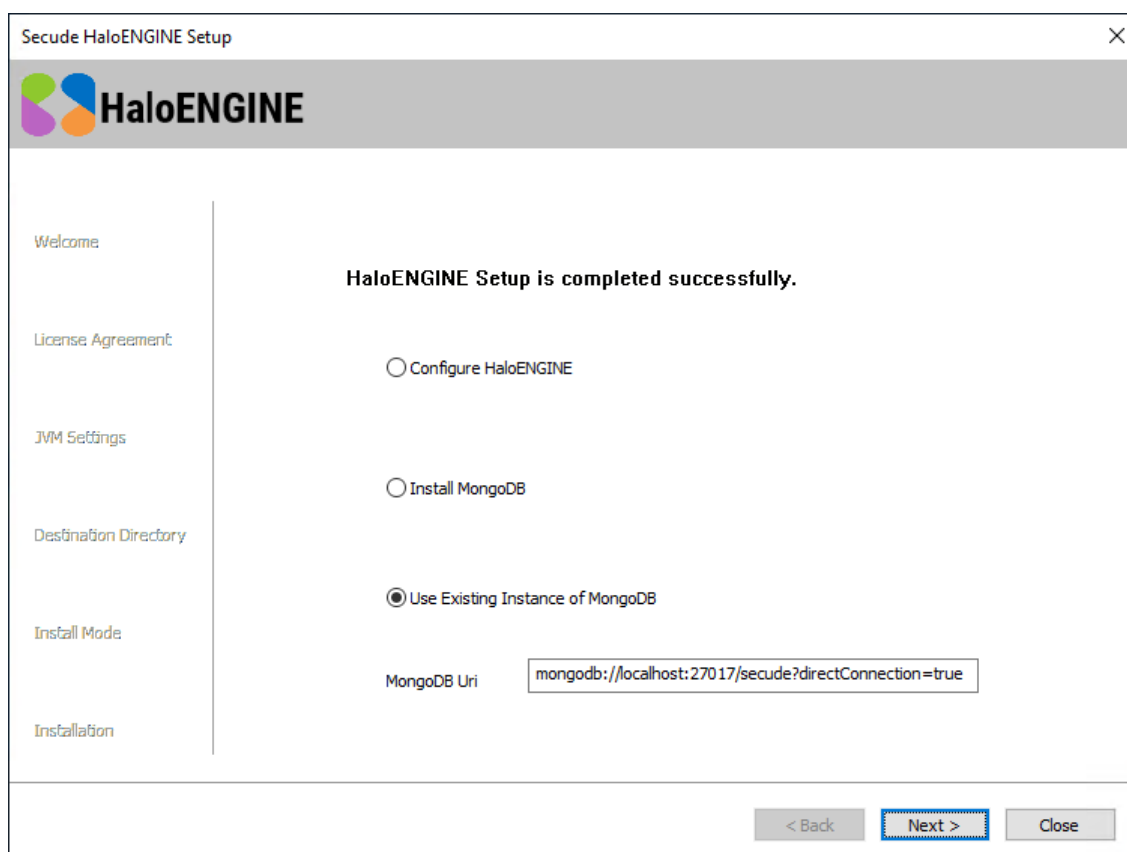 Secude HaloENGINE Setup
HaloENGINE
Welcome
License Agreement
JVM Settings
Destination Directory
Install Mode
Installation
HaloENGINE Setup is completed successfully.
Configure HaloENGINE
Install MongoDB
Use Existing Instance of MongoDB
MongoDB Uri
mongodb://localhost:27017/secude?directConnection=true
< Back
Next >
Close